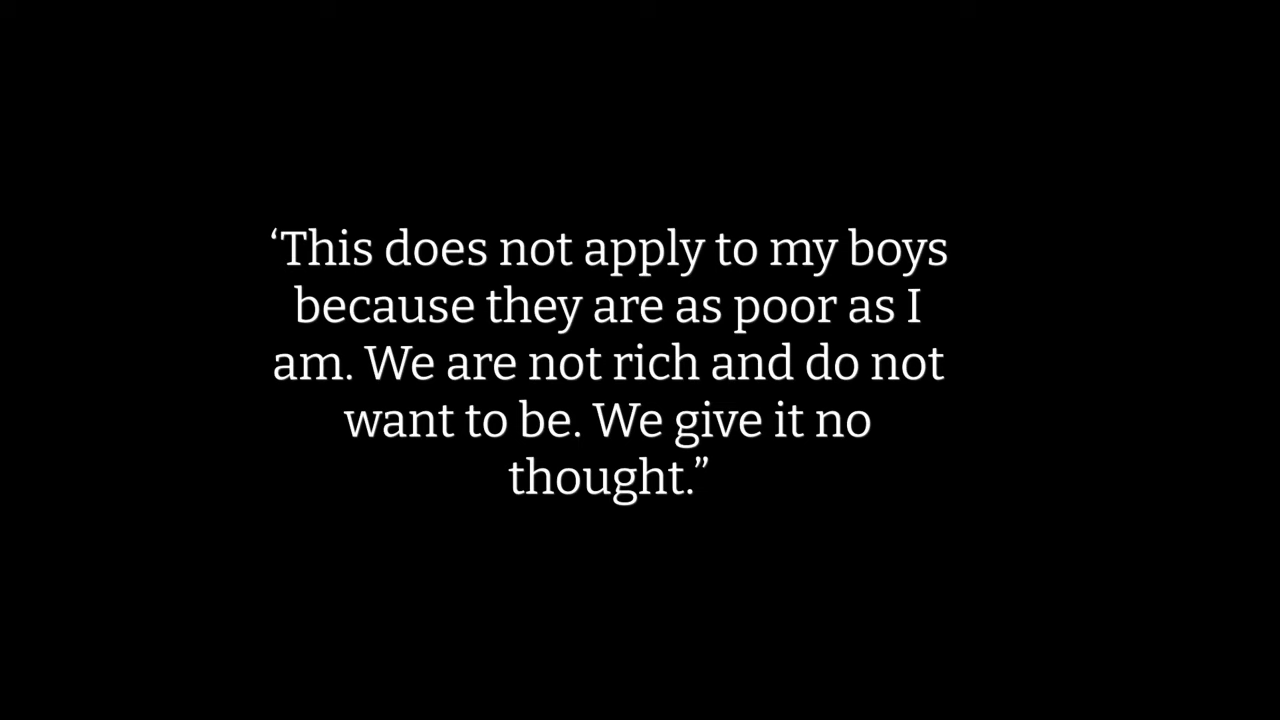 ‘This does not apply to my boys
because they are as poor as I
am. We are not rich and do not
want to be. We give it no
thought.”